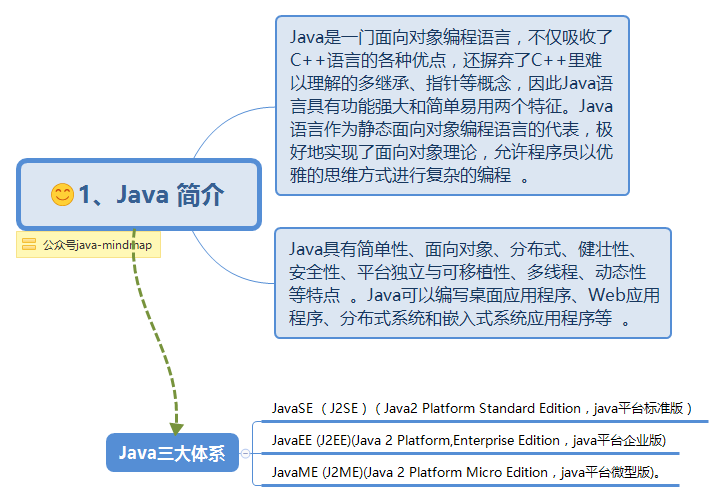 Java是一门面向对象编程语言，不仅吸收了
C++语言的各种优点，还摒弃了C++里难
以理解的多继承、指针等概念，因此Java语
言具有功能强大和简单易用两个特征。Java
语言作为静态面向对象编程语言的代表，极
好地实现了面向对象理论，允许程序员以优
雅的思维方式进行复杂的编程 。
1、Java 简介
公众号java-mindmap
Java具有简单性、面向对象、分布式、健壮性、
安全性、平台独立与可移植性、多线程、动态性
等特点 。Java可以编写桌面应用程序、Web应用
程序、分布式系统和嵌入式系统应用程序等 。
Java三大体系
JavaSE （J2SE）（Java2 Platform Standard Edition，java平台标准版）
JavaEE (J2EE)(Java 2 Platform,Enterprise Edition，java平台企业版)
JavaME (J2ME)(Java 2 Platform Micro Edition，java平台微型版)。